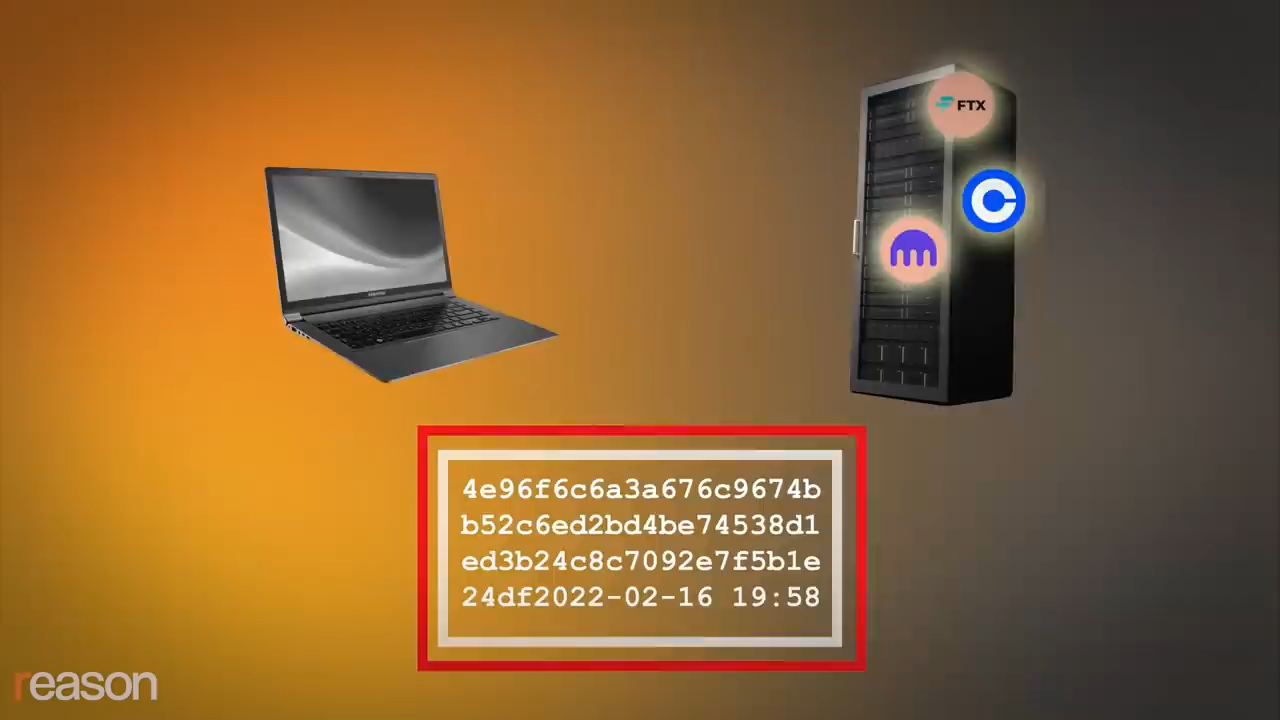 FTX
4e96f6c6a3a676c9674b
b52c6ed2bd4be74538d1
ed3b24c8c7092e7f5b1e
24df2022-02-16 19:58
reason